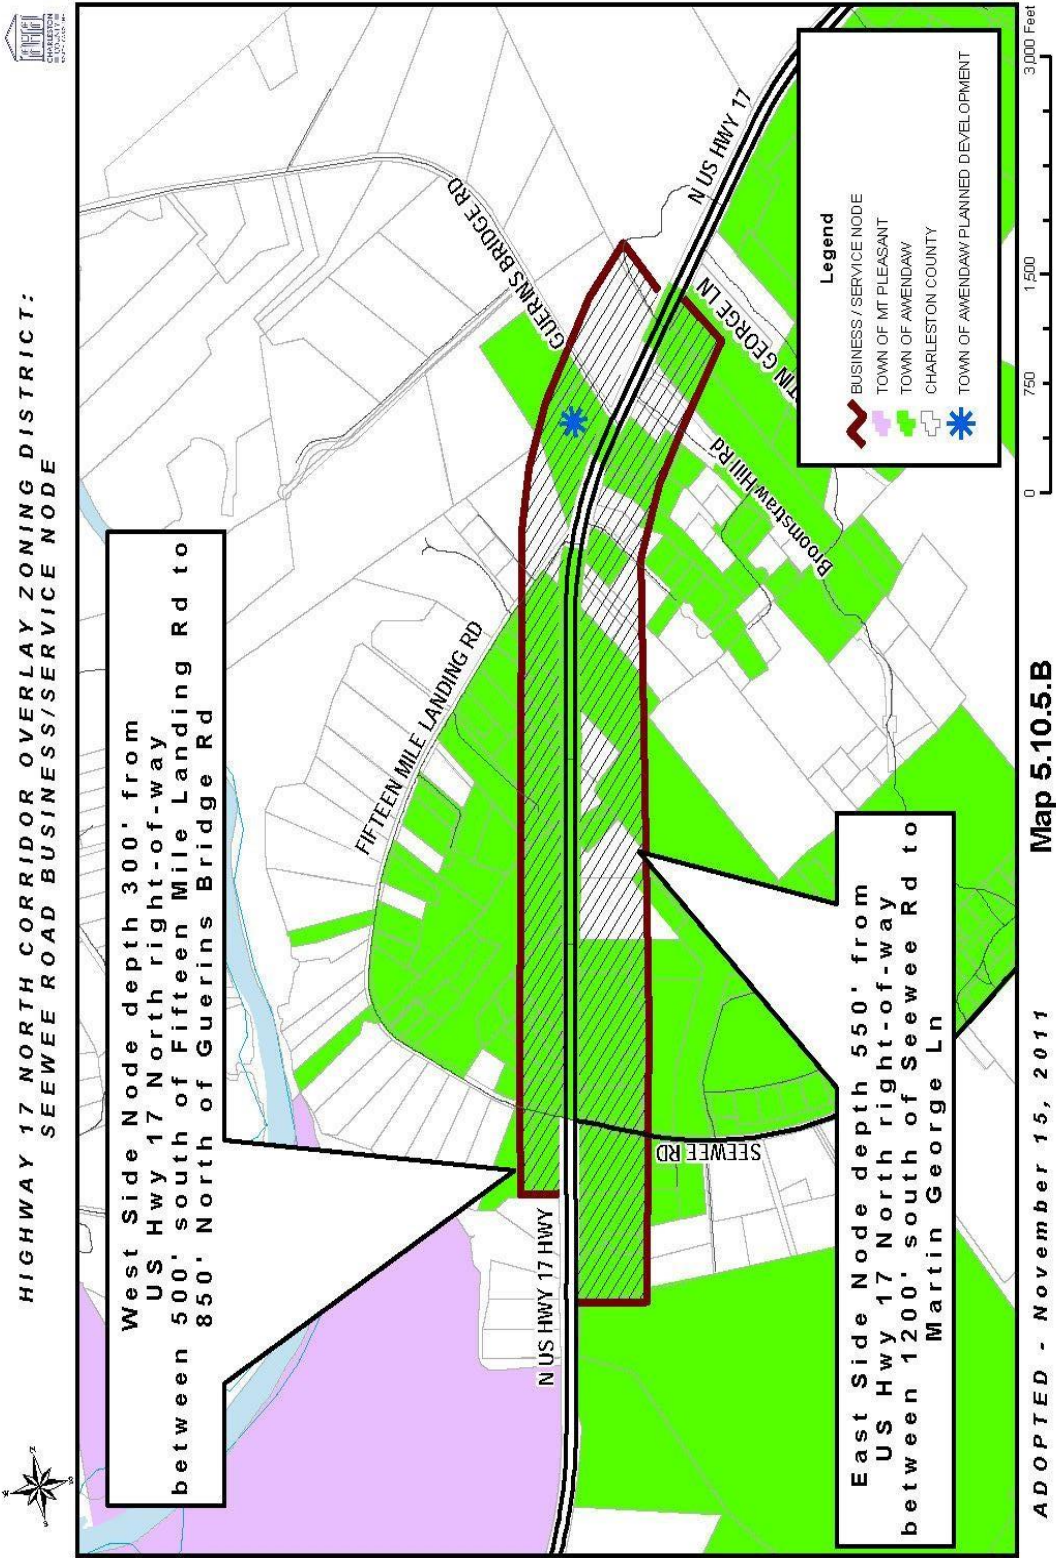 HIGHWAY 17 NORTH CORRIDOR OVERLAY ZONING DISTRICT:
SEEWEE ROAD BUSINESS/SERVICE NODE
CHARLESTON
COUNTY
West Side Node depth 300' from
US Hwy 17 North right-of-way
between 500' south of Fifteen Mile Landing Rd to
850' North of Guerins Bridge Rd
FIFTEEN MILE LANDING RD
GUERINS BRIDGE RD
N US HWY 17
N US HWY 17 HWY
SEEWEE RD
Broomstraw Hill Rd
TIN GEORGE LN
East Side Node depth 550' from
US Hwy 17 North right-of-way
between 1200' south of Seewee Rd to
Martin George Ln
Legend
BUSINESS / SERVICE NODE
TOWN OF MT PLEASANT
TOWN OF AWENDAW
CHARLESTON COUNTY
TOWN OF AWENDAW PLANNED DEVELOPMENT
0 750 1,500 3,000 Feet
ADOPTED - November 15, 2011
Map 5.10.5.B